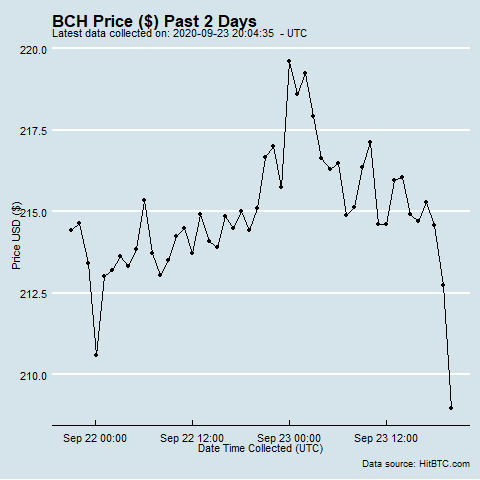 BCH Price ($) Past 2 Days
Latest data collected on: 2020-09-23 20:04:35 - UTC
220.0
217.5
215.0
212.5
210.0
Price USD ($)
Sep 22 00:00 Sep 22 12:00 Sep 23 00:00 Sep 23 12:00
Date Time Collected (UTC)
Data source: HitBTC.com